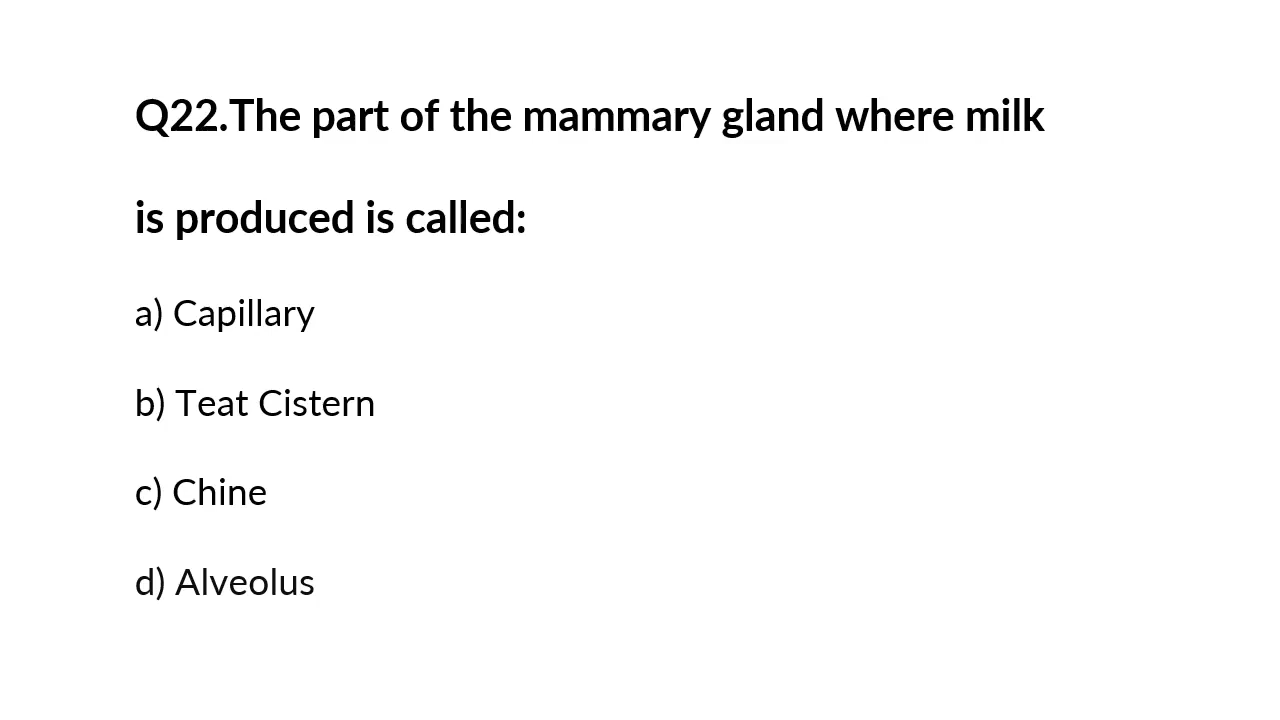 Q22.The part of the mammary gland where milk
is produced is called:
a) Capillary
b) Teat Cistern
c) Chine
d) Alveolus